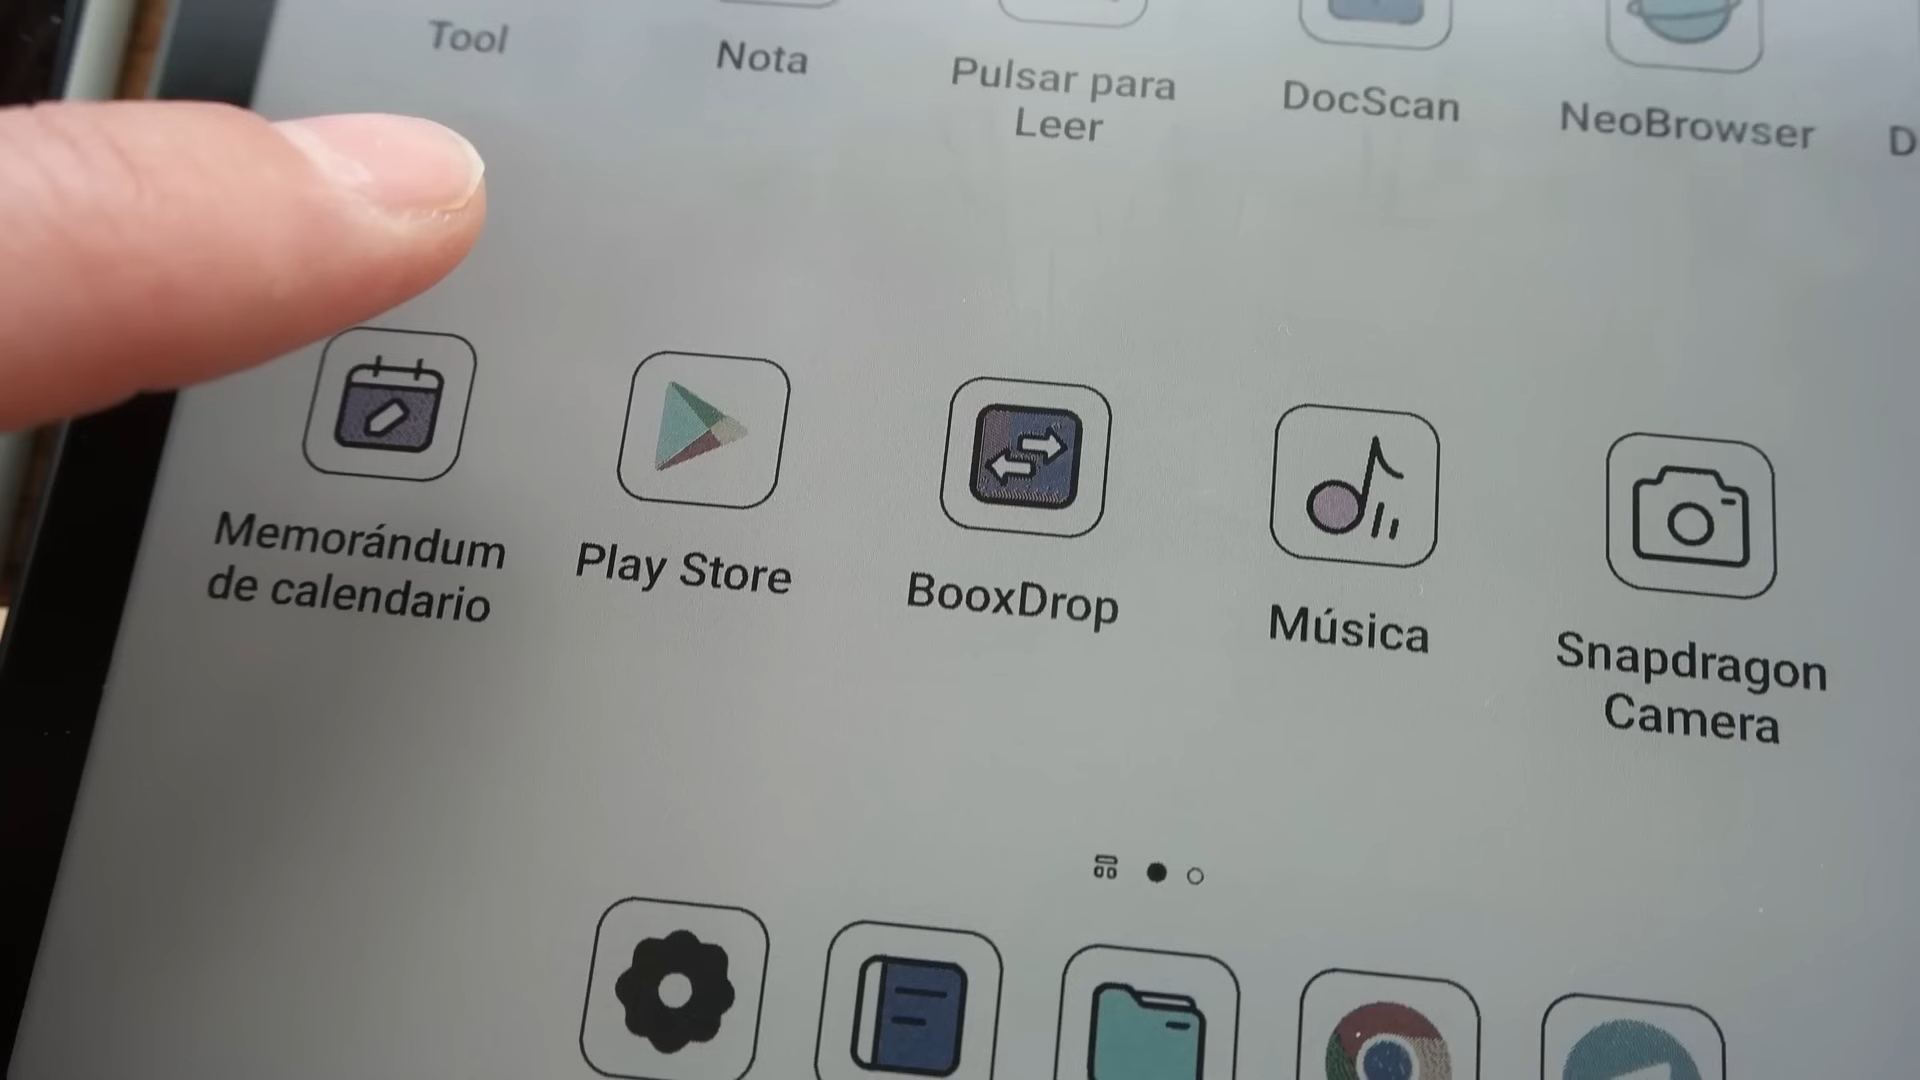 Tool
Nota
Pulsar para
Leer
DocScan
NeoBrowser
Memorándum
de calendario
Play Store
BooxDrop
Música
Snapdragon
Camera